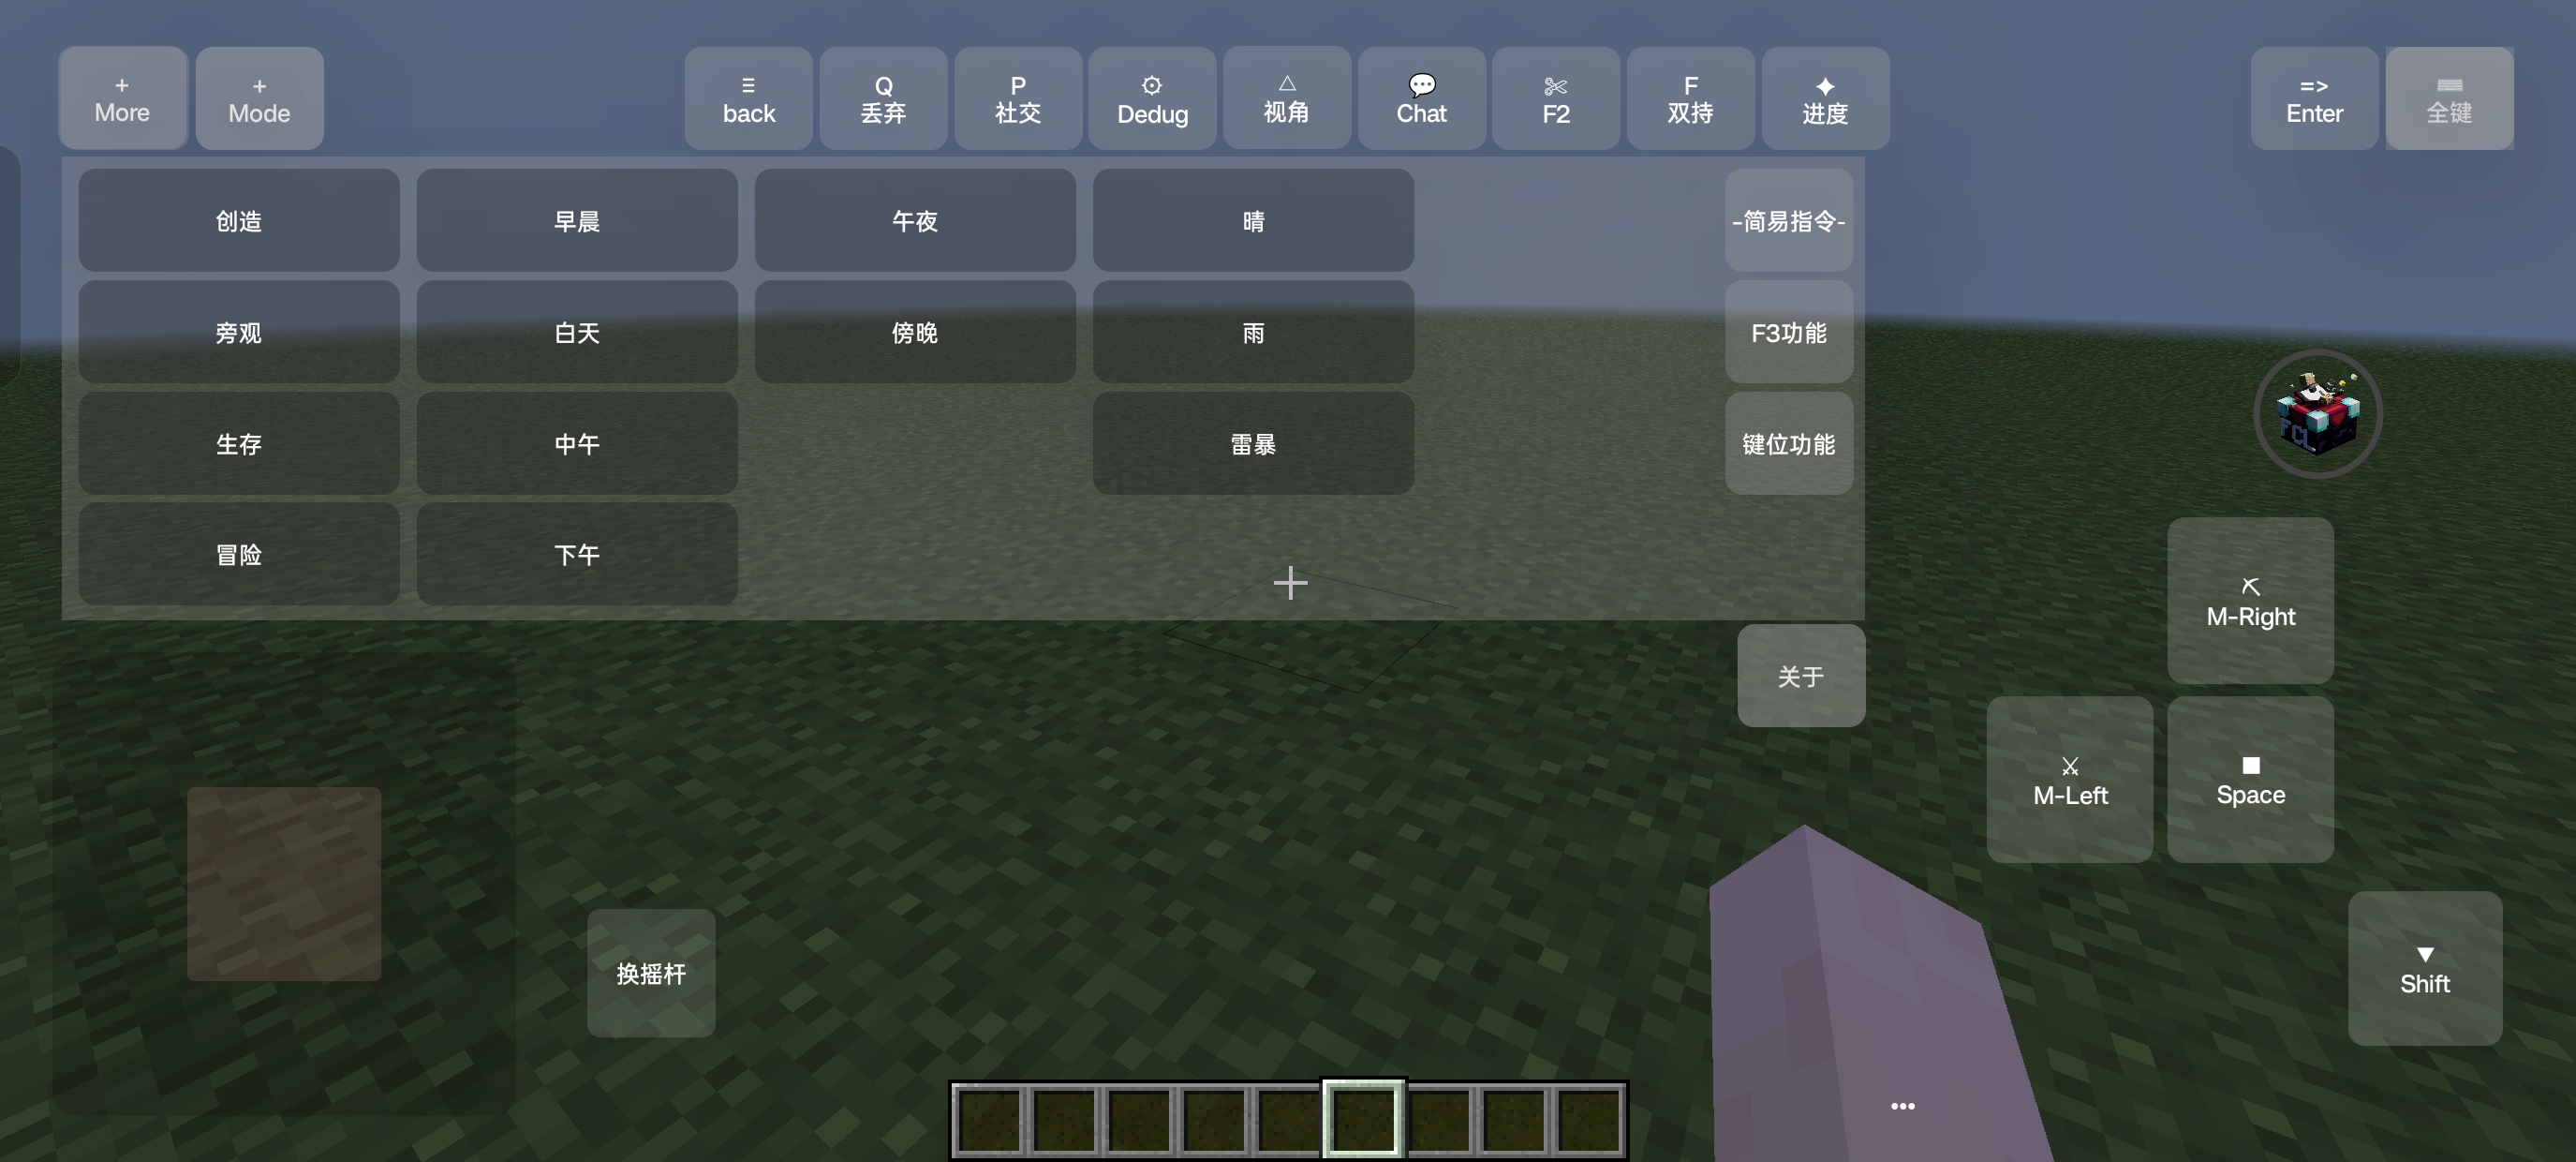 + + ☰ Q P ⚙ △ 💬 ✄ F ✦ => ⌨
More Mode back 丢弃 社交 Dedug 视角 Chat F2 双持 进度 Enter 全键
创造 早晨 午夜 晴 -简易指令-
旁观 白天 傍晚 雨 F3功能
生存 中午 雷暴 键位功能
FCL
冒险 下午
M-Right
关于
M-Left Space
换摇杆
Shift
•••